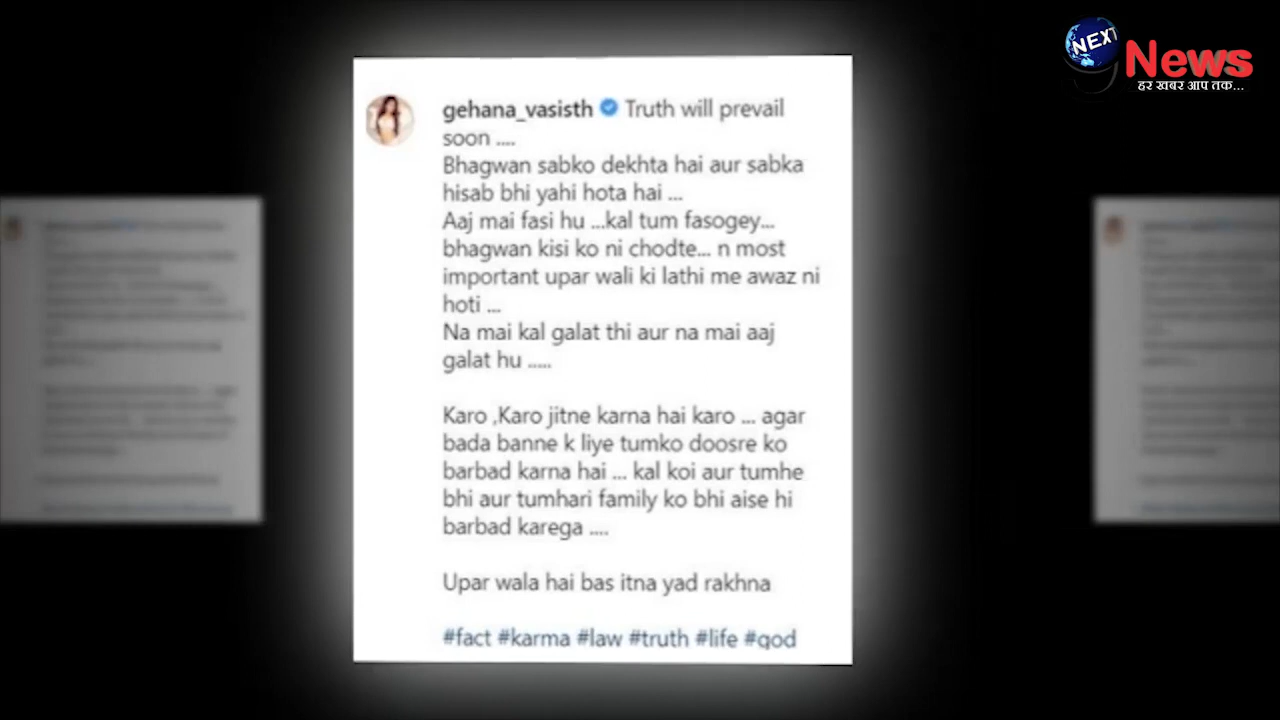 NEXT
News
हर खबर आप तक...
gehana_vasisth Truth will prevail
soon ....
Bhagwan sabko dekhta hai aur sabka
hisab bhi yahi hota hai ...
Aaj mai fasi hu ...kal tum fasogey...
bhagwan kisi ko ni chodte... n most
important upar wali ki lathi me awaz ni
hoti ...
Na mai kal galat thi aur na mai aaj
galat hu .....
Karo ,Karo jitne karna hai karo ... agar
bada banne k liye tumko doosre ko
barbad karna hai ... kal koi aur tumhe
bhi aur tumhari family ko bhi aise hi
barbad karega ....
Upar wala hai bas itna yad rakhna
#fact #karma #law #truth #life #god